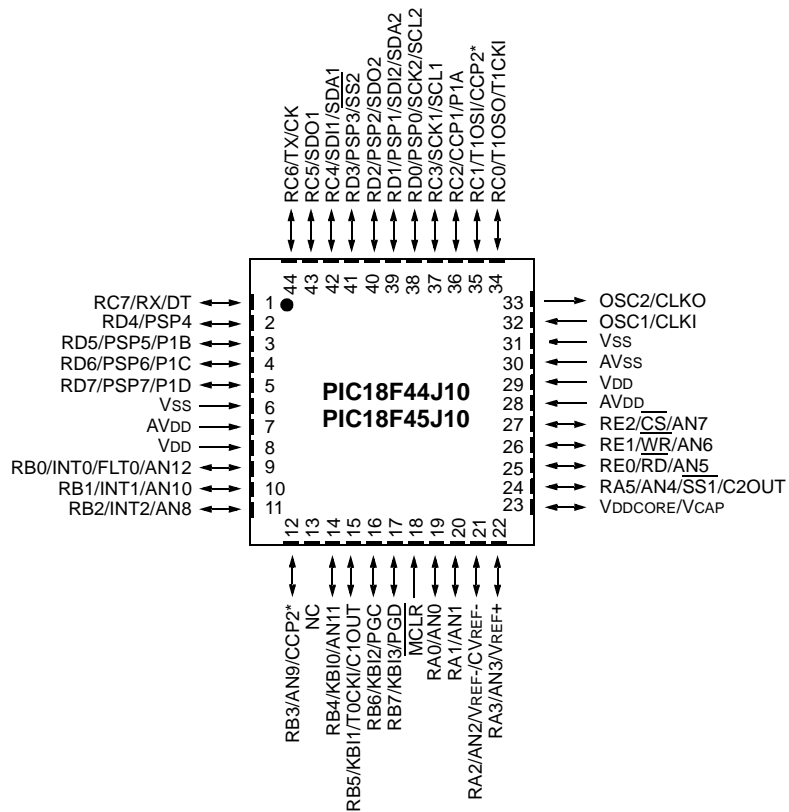 RC6/TX/CK
RC5/SDO1
RC4/SDI1/SDA1
RD3/PSP3/SS2
RD2/PSP2/SDO2
RD1/PSP1/SDI2/SDA2
RD0/PSP0/SCK2/SCL2
RC3/SCK1/SCL1
RC2/CCP1/P1A
RC1/T1OSI/CCP2*
RC0/T1OSO/T1CKI
44
43
42
41
40
39
38
37
36
35
34
RC7/RX/DT 1
RD4/PSP4 2
RD5/PSP5/P1B 3
RD6/PSP6/P1C 4
RD7/PSP7/P1D 5
VSS 6
AVDD 7
VDD 8
RB0/INT0/FLT0/AN12 9
RB1/INT1/AN10 10
RB2/INT2/AN8 11
PIC18F44J10
PIC18F45J10
33 OSC2/CLKO
32 OSC1/CLKI
31 VSS
30 AVSS
29 VDD
28 AVDD
27 RE2/CS/AN7
26 RE1/WR/AN6
25 RE0/RD/AN5
24 RA5/AN4/SS1/C2OUT
23 VDDCORE/VCAP
12
13
14
15
16
17
18
19
20
21
22
RB3/AN9/CCP2*
NC
RB4/KBI0/AN11
RB5/KBI1/T0CKI/C1OUT
RB6/KBI2/PGC
RB7/KBI3/PGD
MCLR
RA0/AN0
RA1/AN1
RA2/AN2/VREF-/CVREF-
RA3/AN3/VREF+